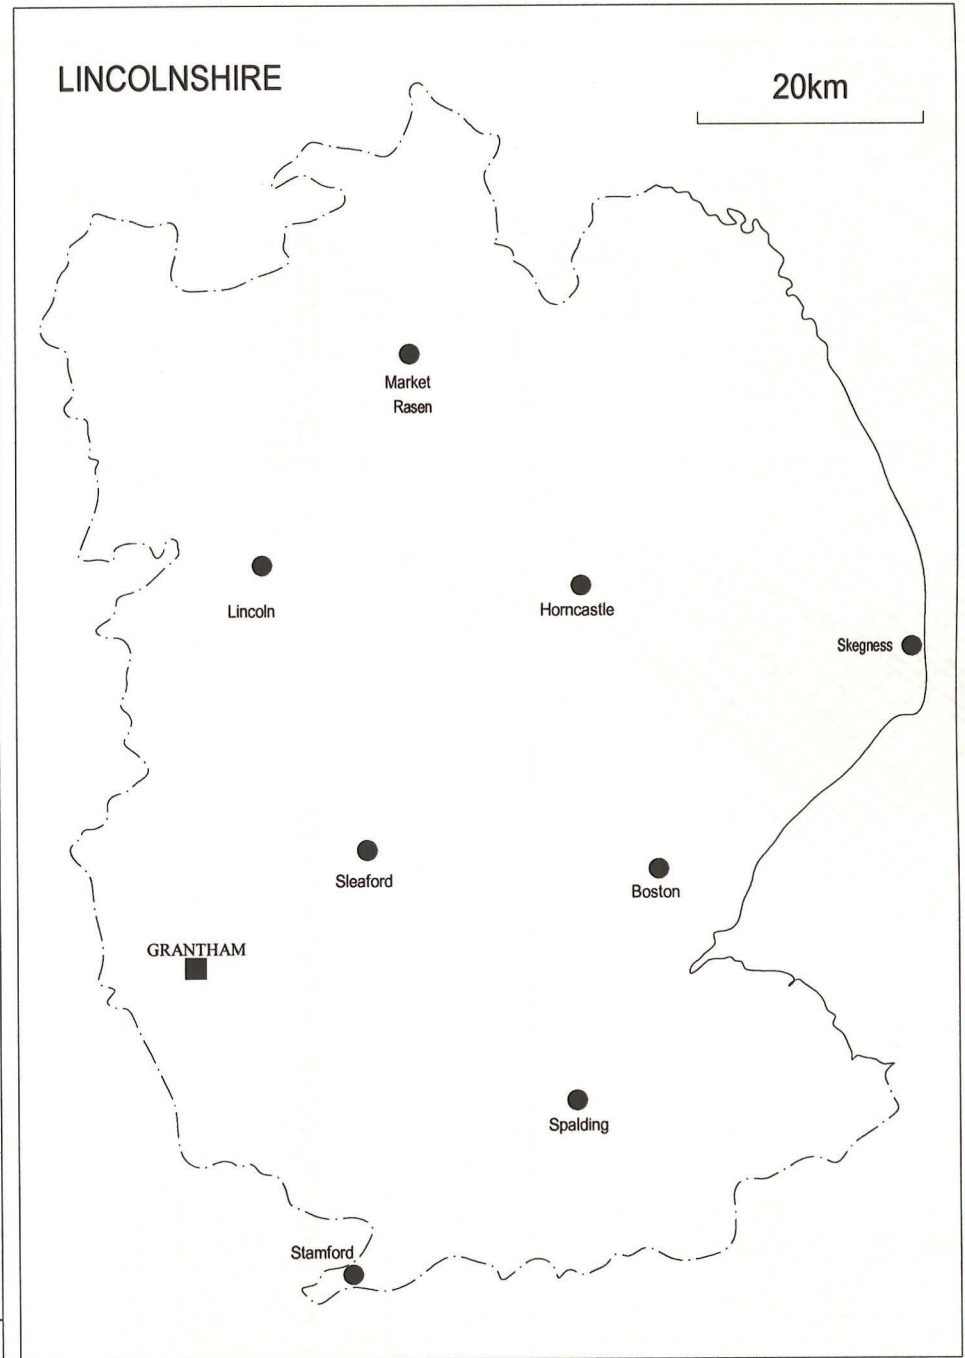 LINCOLNSHIRE
20km
Market
Rasen
Lincoln
Horncastle
Skegness
Sleaford
Boston
GRANTHAM
Spalding
Stamford